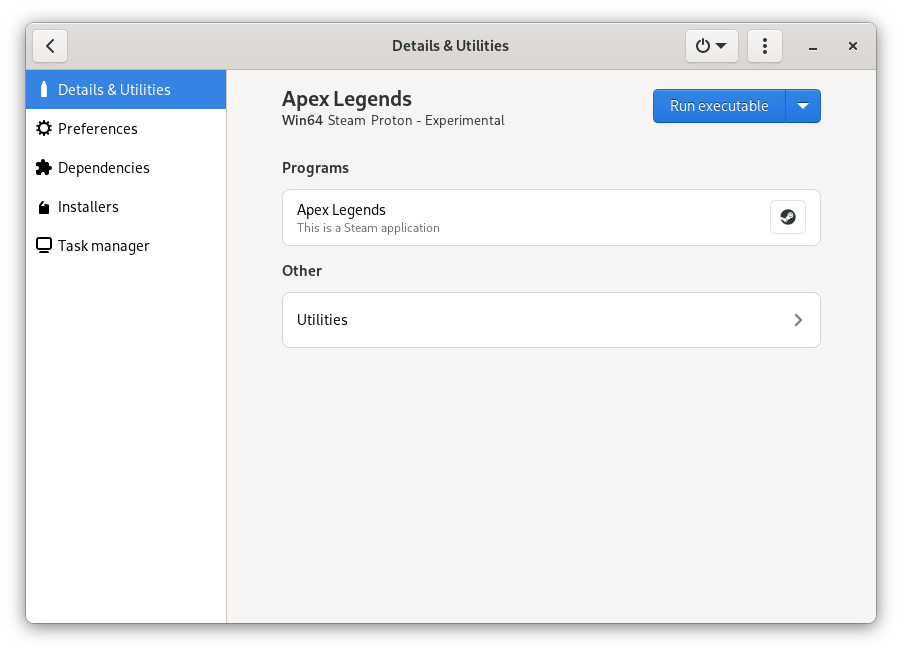 Details & Utilities
Details & Utilities
Preferences
Dependencies
Installers
Task manager
Apex Legends
Win64 Steam Proton - Experimental
Run executable
Programs
Apex Legends
This is a Steam application
Other
Utilities